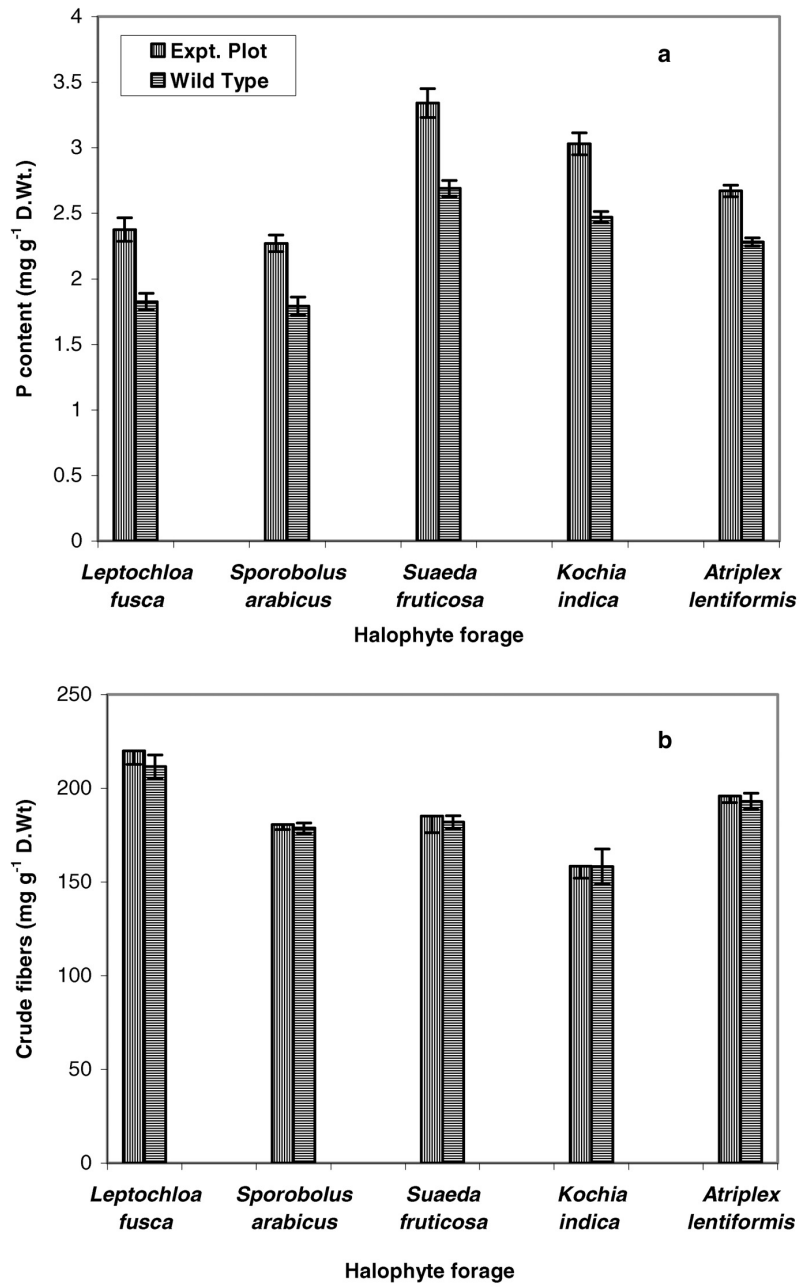 4
Expt. Plot
Wild Type
a
3.5
3
2.5
2
1.5
1
0.5
0
P content (mg g-1 D.Wt.)
Leptochloa Sporobolus Suaeda Kochia Atriplex
fusca arabicus fruticosa indica lentiformis
Halophyte forage
250
b
200
150
100
50
0
Crude fibers (mg g-1 D.Wt)
Leptochloa Sporobolus Suaeda Kochia Atriplex
fusca arabicus fruticosa indica lentiformis
Halophyte forage